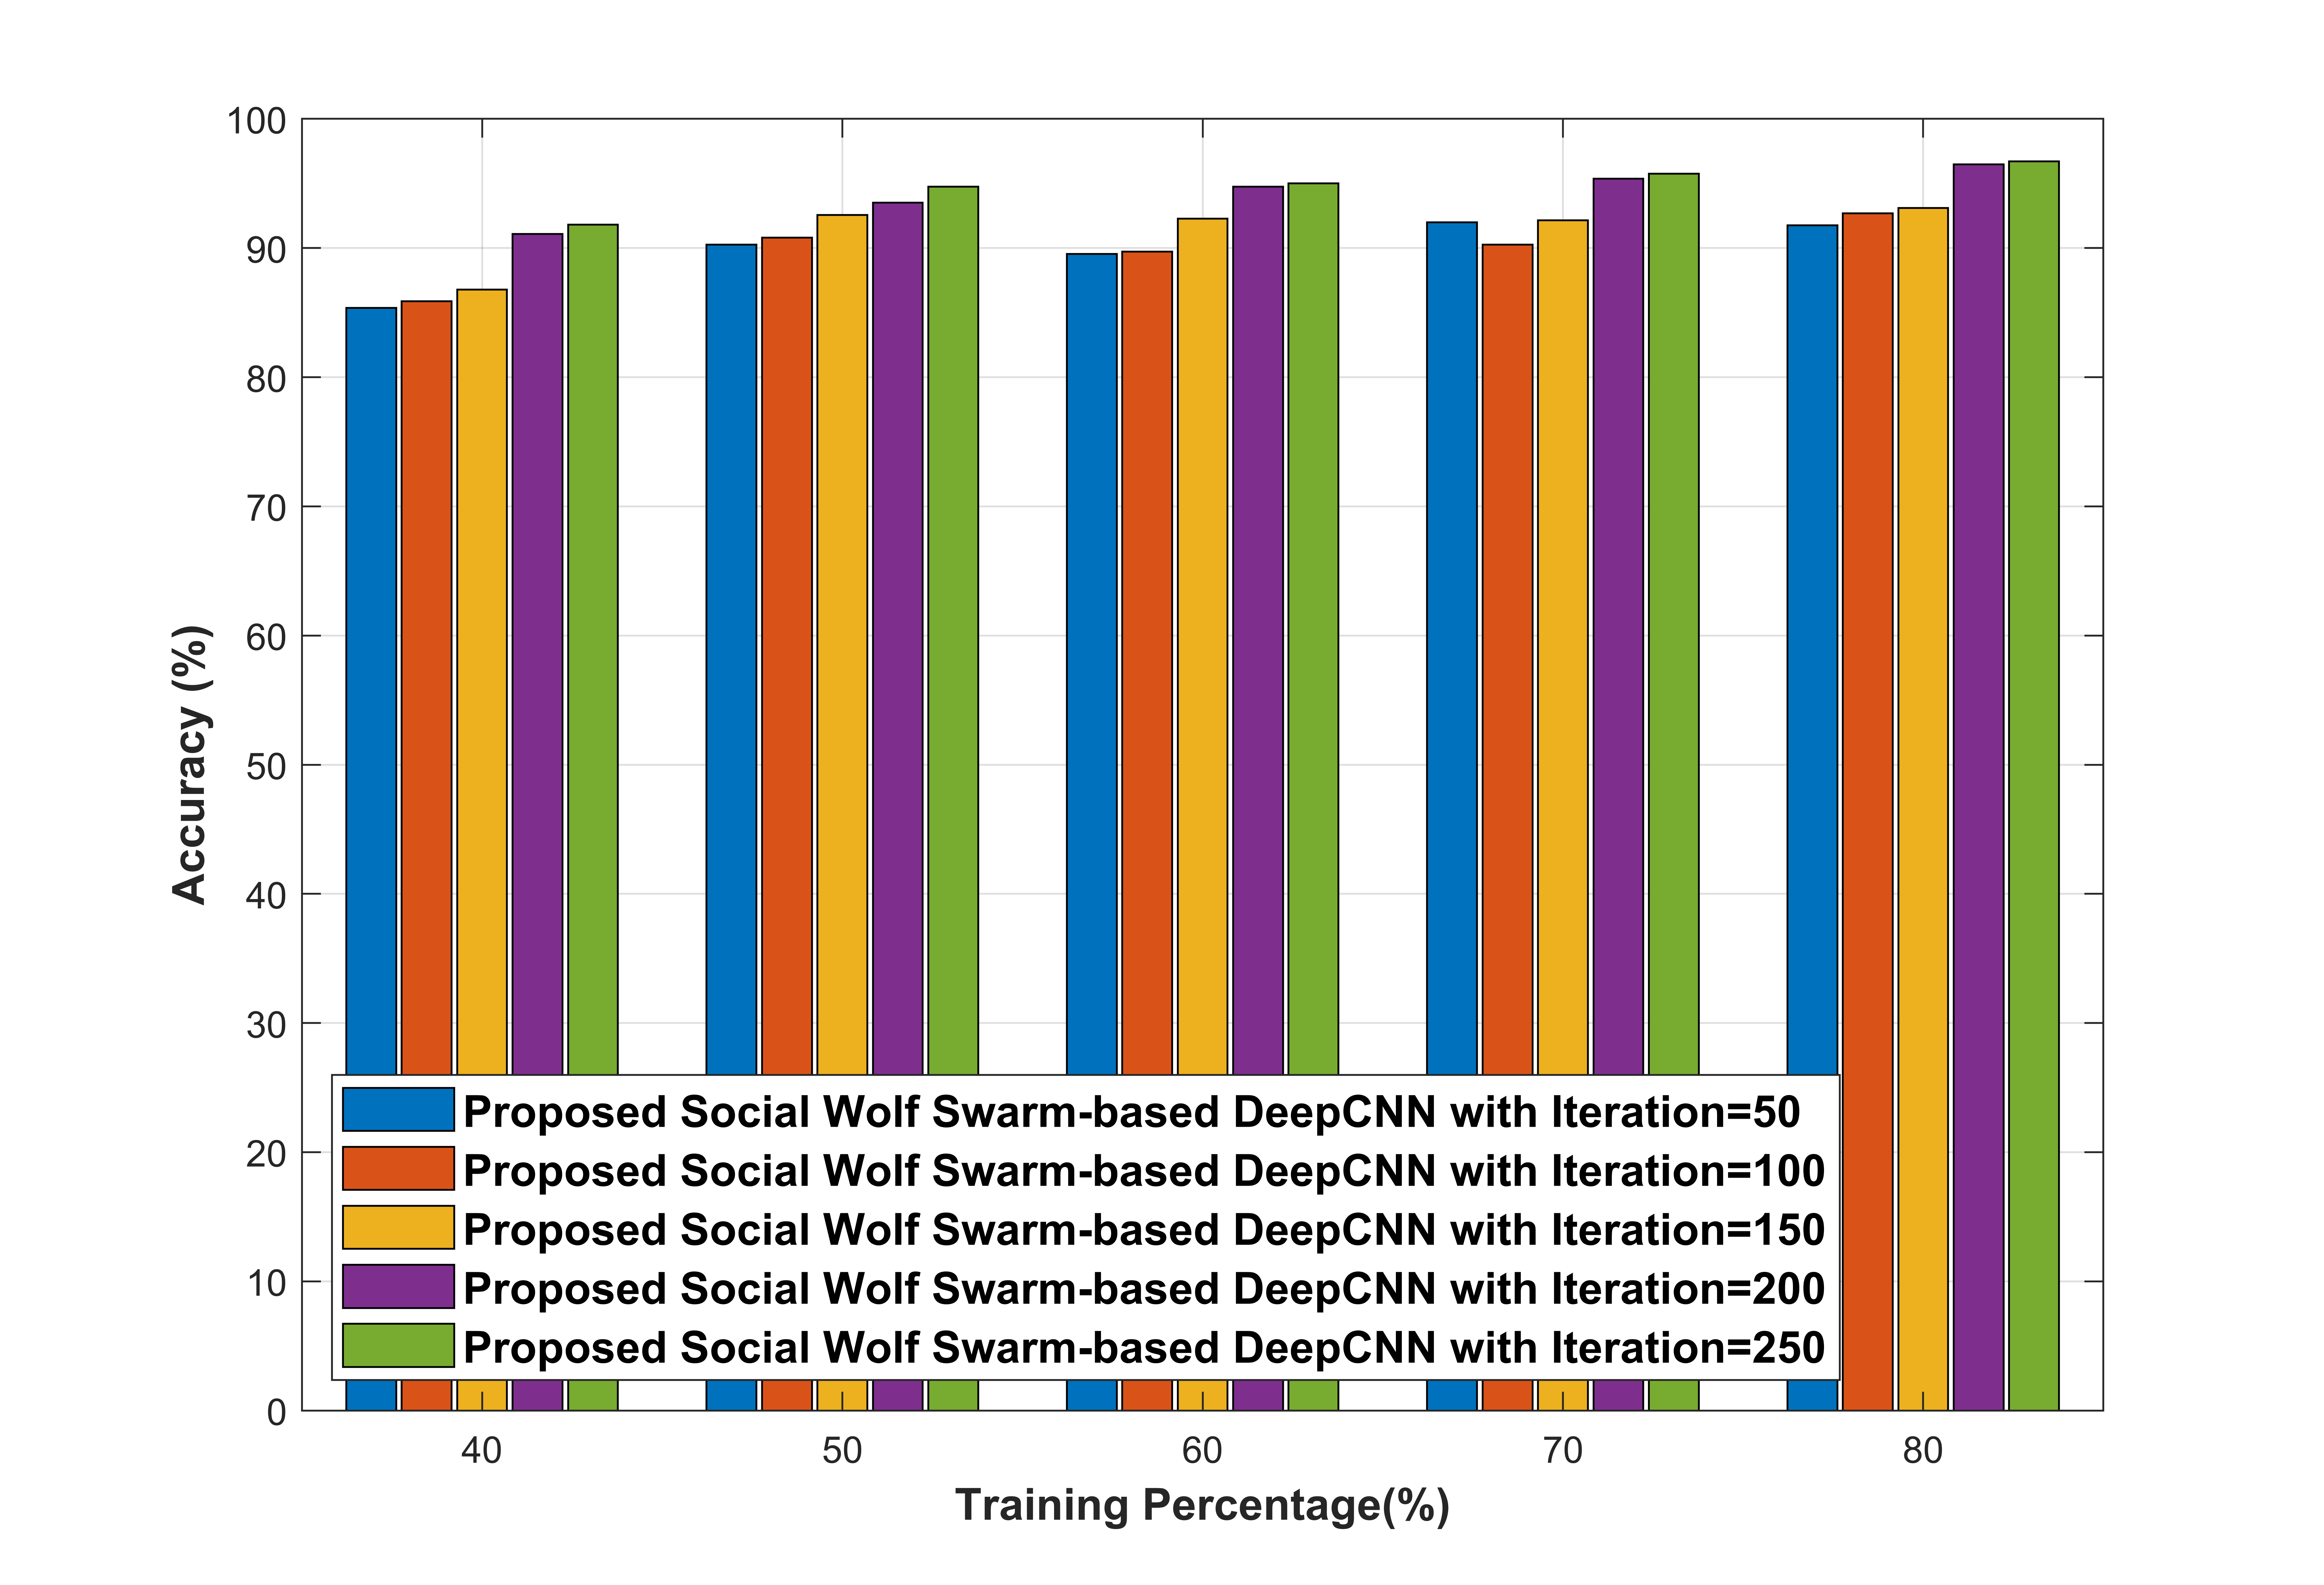 100
90
80
70
60
50
40
30
20
10
0
Accuracy (%)
Proposed Social Wolf Swarm-based DeepCNN with Iteration=50
Proposed Social Wolf Swarm-based DeepCNN with Iteration=100
Proposed Social Wolf Swarm-based DeepCNN with Iteration=150
Proposed Social Wolf Swarm-based DeepCNN with Iteration=200
Proposed Social Wolf Swarm-based DeepCNN with Iteration=250
40 50 60 70 80
Training Percentage(%)